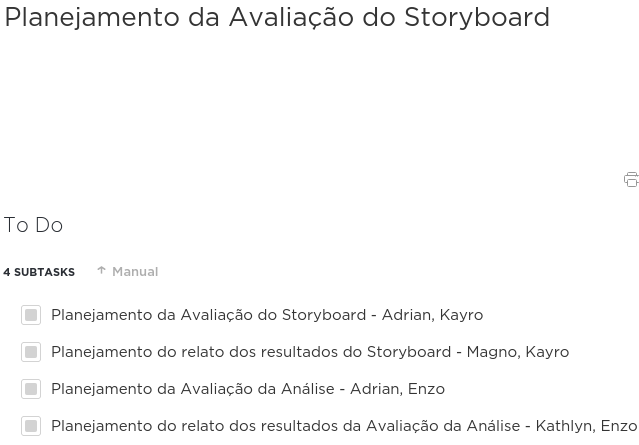 Planejamento da Avaliação do Storyboard
To Do
4 SUBTASKS ↑ Manual
Planejamento da Avaliação do Storyboard - Adrian, Kayro
Planejamento do relato dos resultados do Storyboard - Magno, Kayro
Planejamento da Avaliação da Análise - Adrian, Enzo
Planejamento do relato dos resultados da Avaliação da Análise - Kathlyn, Enzo